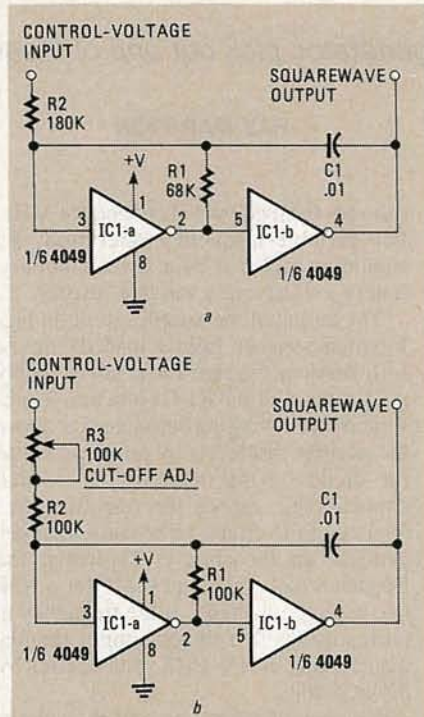 CONTROL-VOLTAGE
INPUT
SQUAREWAVE
OUTPUT
R2
180K
+V
R1
68K
C1
.01
1
3
IC1-a
2
5
IC1-b
4
8
1/6 4049
1/6 4049
a
CONTROL-VOLTAGE
INPUT
SQUAREWAVE
OUTPUT
R3
100K
CUT-OFF ADJ
R2
100K
C1
.01
+V
R1
100K
1
3
IC1-a
2
5
IC1-b
4
8
1/6 4049
1/6 4049
b